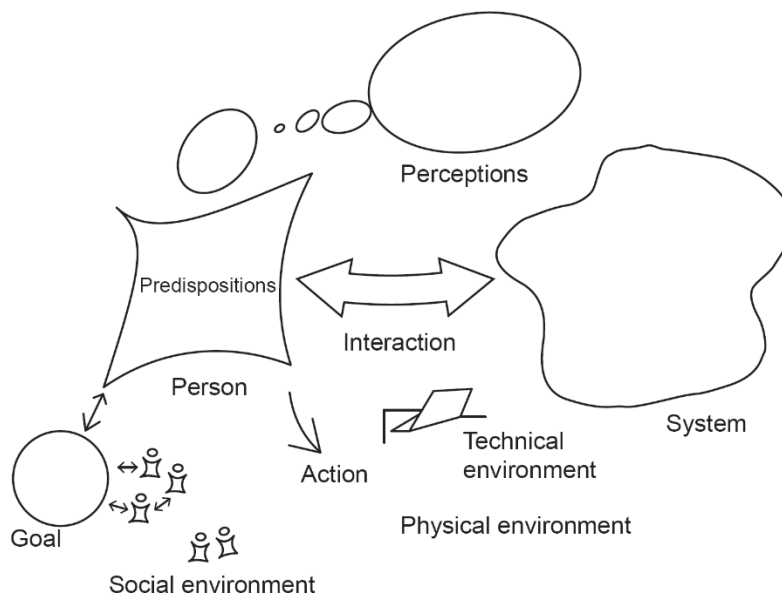 Perceptions
Predispositions
Interaction
Person
System
Technical
environment
Action
Physical environment
Goal
Social environment